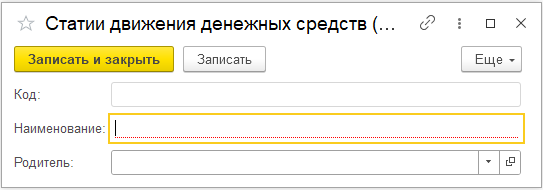 Статии движения денежных средств (...
Записать и закрыть Записать Еще
Код:
Наименование:
Родитель: